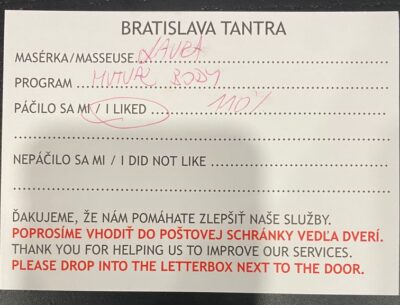 BRATISLAVA TANTRA
MASÉRKA/MASSEUSE LAURA
PROGRAM MUTUAL BODY
PÁČILO SA MI / I LIKED 110%
NEPÁČILO SA MI / I DID NOT LIKE
ĎAKUJEME, ŽE NÁM POMÁHATE ZLEPŠIŤ NAŠE SLUŽBY.
POPROSÍME VHODIŤ DO POŠTOVEJ SCHRÁNKY VEDĽA DVERÍ.
THANK YOU FOR HELPING US TO IMPROVE OUR SERVICES.
PLEASE DROP INTO THE LETTERBOX NEXT TO THE DOOR.